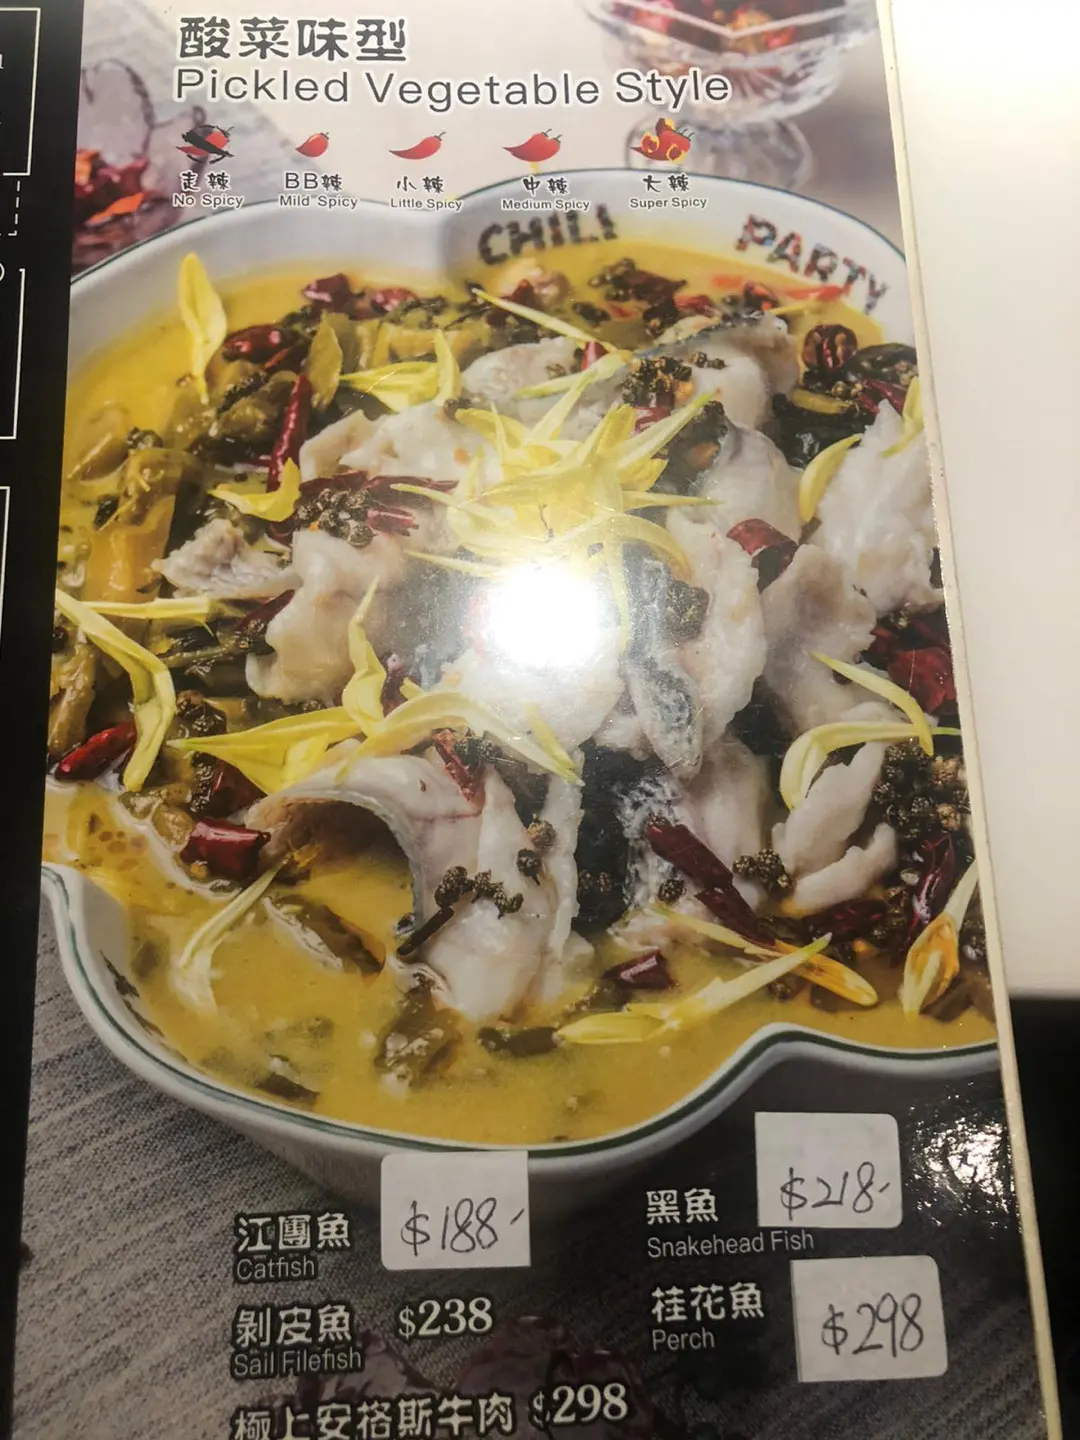 酸菜味型
Pickled Vegetable Style
走辣 BB辣 小辣 中辣 大辣
No Spicy Mild Spicy Little Spicy Medium Spicy Super Spicy
CHILI PARTY
江團魚 $188-
Catfish
黑魚 $218-
Snakehead Fish
剝皮魚 $238
Sail Filefish
桂花魚 $298
Perch
極上安格斯牛肉 $298